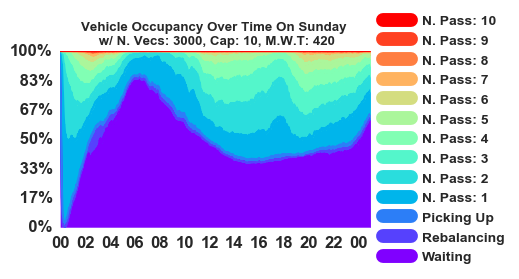 Vehicle Occupancy Over Time On Sunday
w/ N. Vecs: 3000, Cap: 10, M.W.T: 420
100%
83%
67%
50%
33%
17%
0%
00 02 04 06 08 10 12 14 16 18 20 22 00
N. Pass: 10
N. Pass: 9
N. Pass: 8
N. Pass: 7
N. Pass: 6
N. Pass: 5
N. Pass: 4
N. Pass: 3
N. Pass: 2
N. Pass: 1
Picking Up
Rebalancing
Waiting